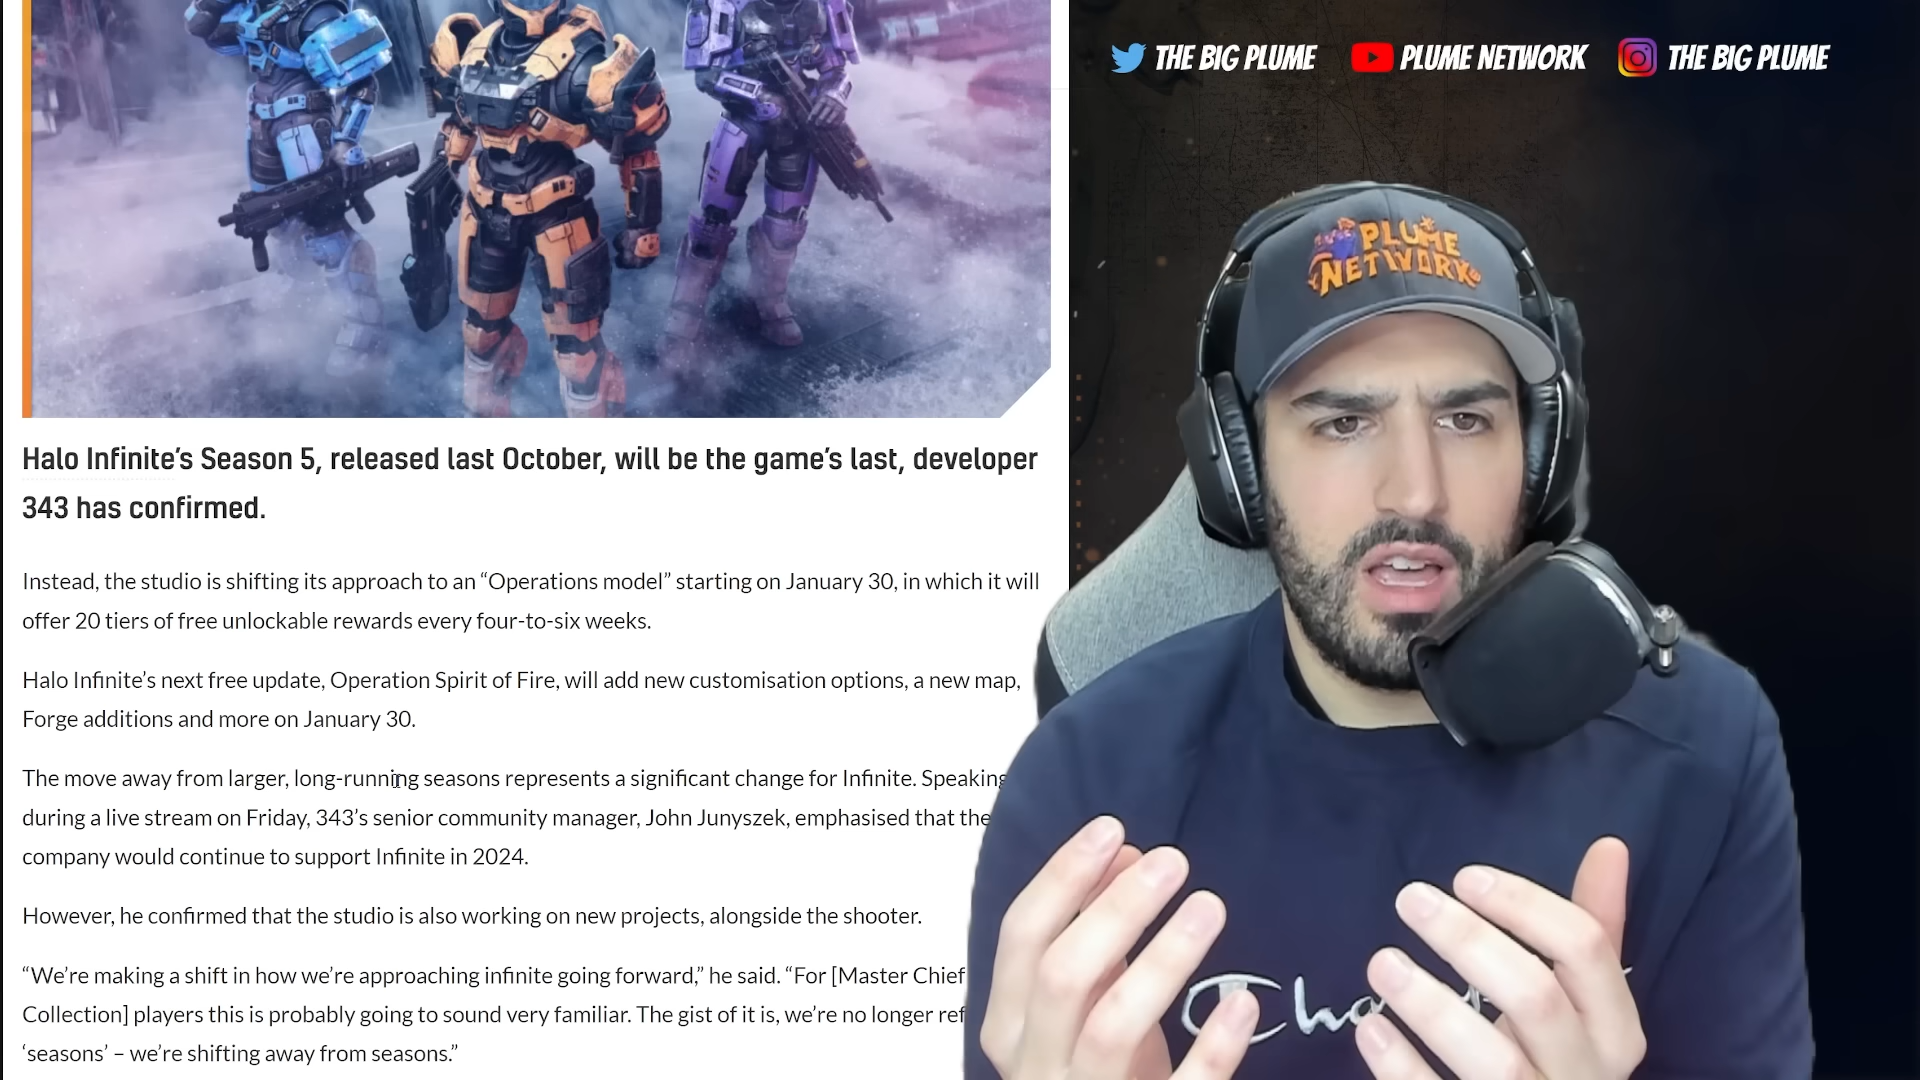 THE BIG PLUME
PLUME NETWORK
THE BIG PLUME
PLUME
NETWORK
Halo Infinite’s Season 5, released last October, will be the game’s last, developer
343 has confirmed.
Instead, the studio is shifting its approach to an “Operations model” starting on January 30, in which it will
offer 20 tiers of free unlockable rewards every four-to-six weeks.
Halo Infinite’s next free update, Operation Spirit of Fire, will add new customisation options, a new map,
Forge additions and more on January 30.
The move away from larger, long-running seasons represents a significant change for Infinite. Speaking
during a live stream on Friday, 343’s senior community manager, John Junyszek, emphasised that the
company would continue to support Infinite in 2024.
However, he confirmed that the studio is also working on new projects, alongside the shooter.
“We’re making a shift in how we’re approaching infinite going forward,” he said. “For [Master Chief
Collection] players this is probably going to sound very familiar. The gist of it is, we’re no longer
‘seasons’ – we’re shifting away from seasons.”